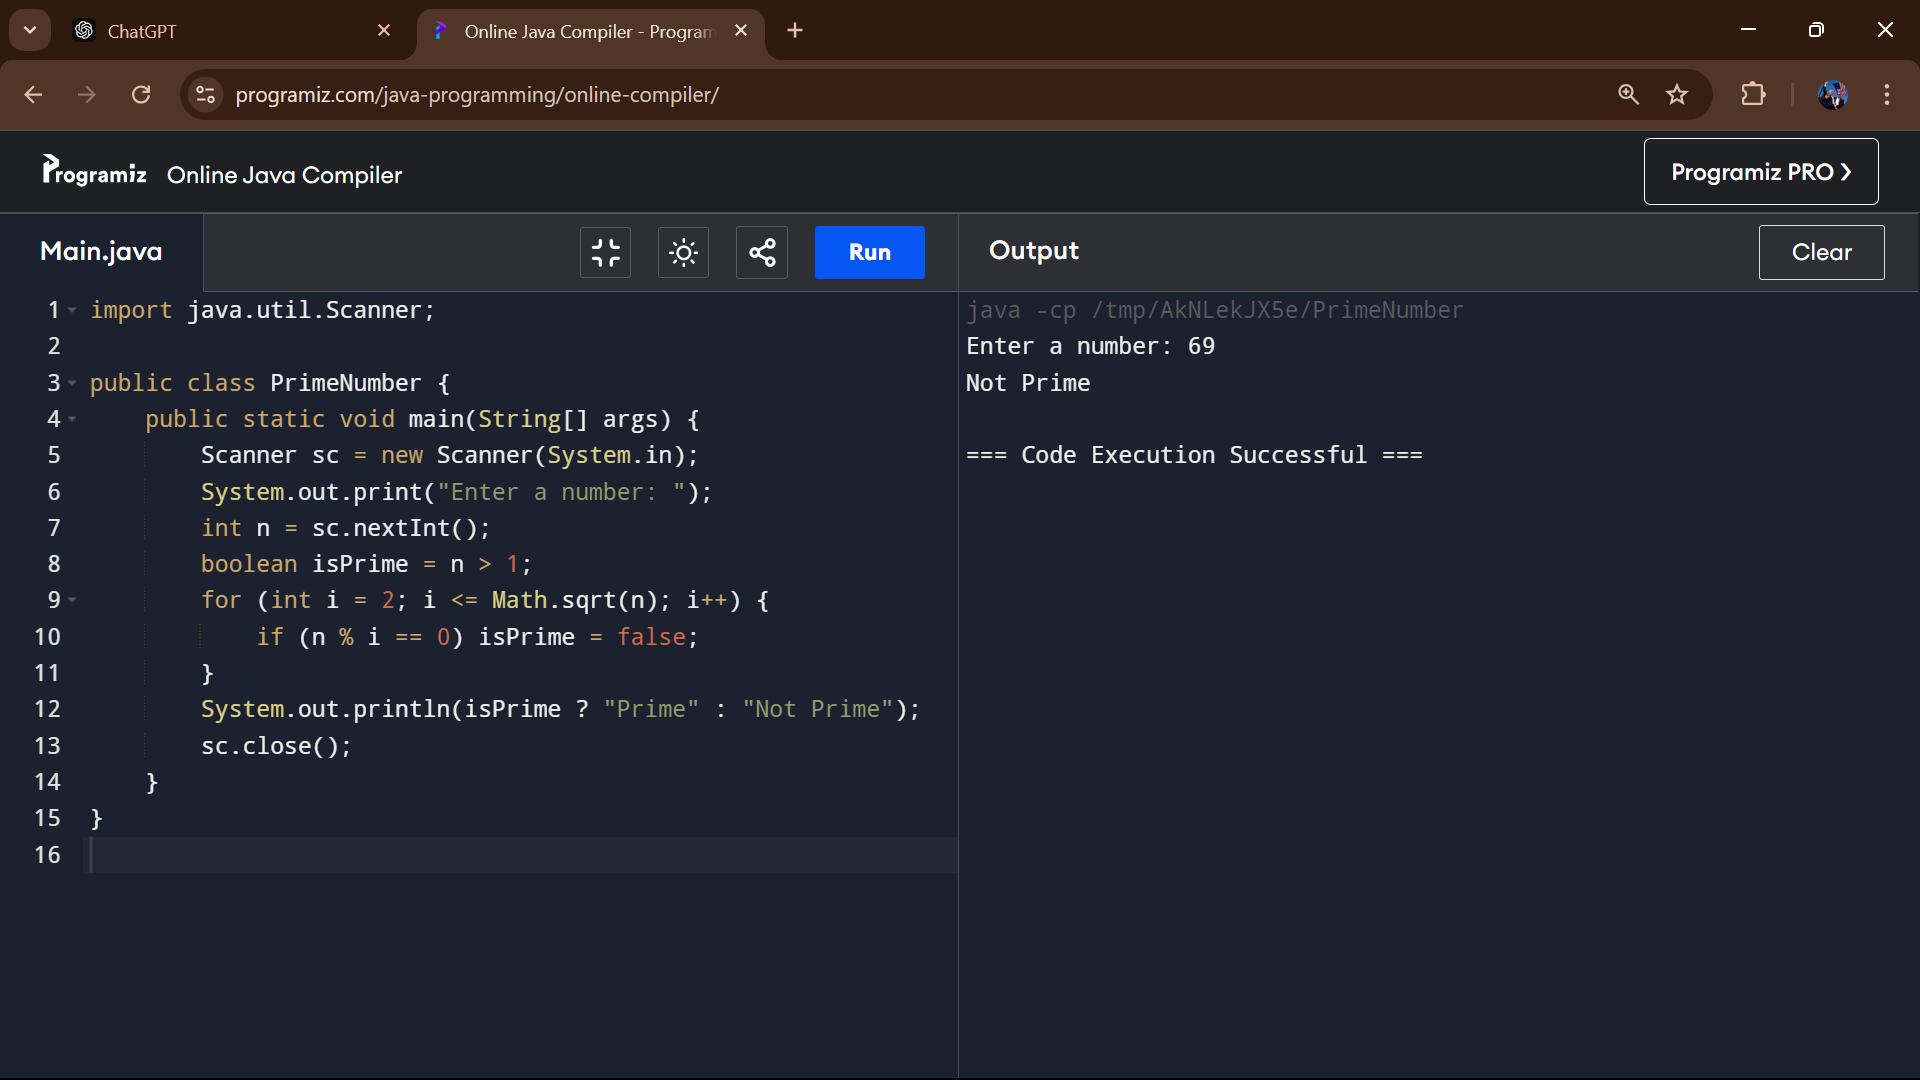 ChatGPT
Online Java Compiler - Program
programiz.com/java-programming/online-compiler/
Programiz Online Java Compiler
Programiz PRO ❯
Main.java
Run
Output
Clear
1 import java.util.Scanner;
2
3 public class PrimeNumber {
4     public static void main(String[] args) {
5         Scanner sc = new Scanner(System.in);
6         System.out.print("Enter a number: ");
7         int n = sc.nextInt();
8         boolean isPrime = n > 1;
9         for (int i = 2; i <= Math.sqrt(n); i++) {
10             if (n % i == 0) isPrime = false;
11         }
12         System.out.println(isPrime ? "Prime" : "Not Prime");
13         sc.close();
14     }
15 }
16
java -cp /tmp/AkNLekJX5e/PrimeNumber
Enter a number: 69
Not Prime
=== Code Execution Successful ===